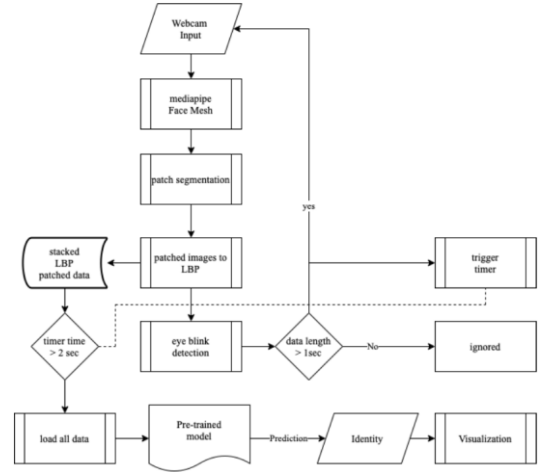 Webcam
Input
mediapipe
Face Mesh
patch segmentation
yes
stacked
LBP
patched data
patched images to
LBP
trigger
timer
timer time
> 2 sec
eye blink
detection
data length
> 1sec
No
ignored
load all data
Pre-trained
model
Prediction
Identity
Visualization